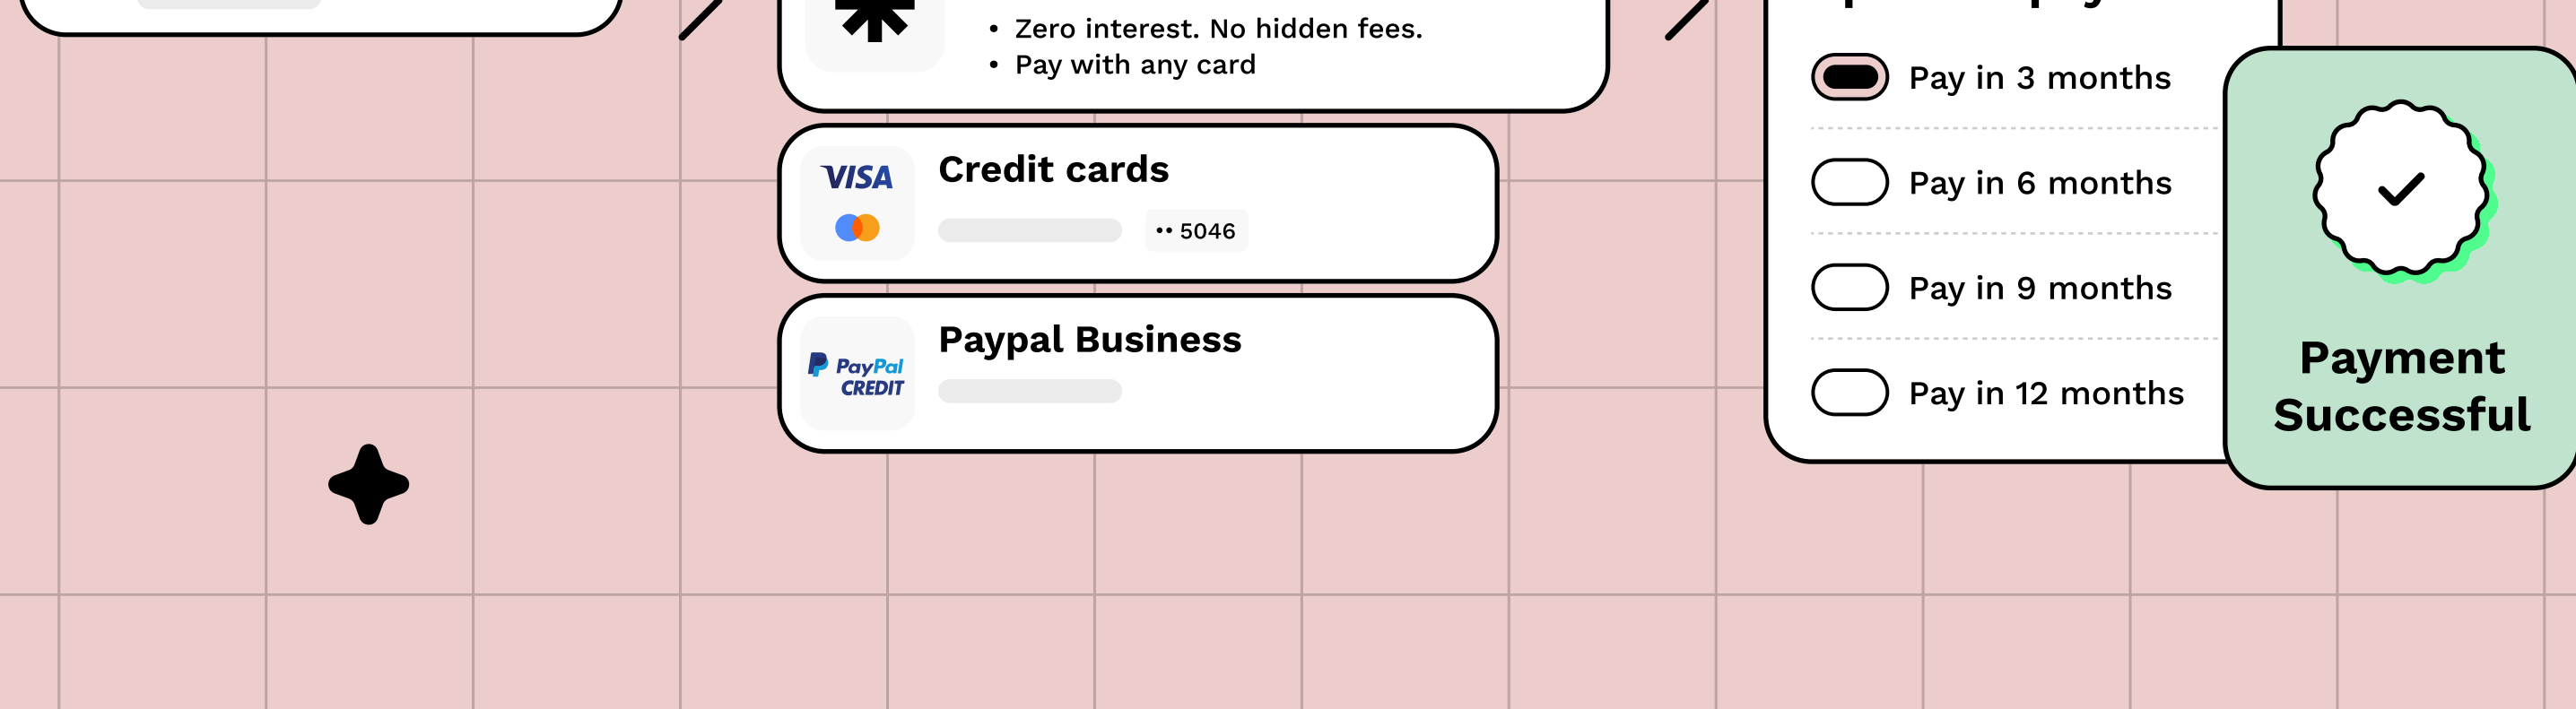 • Zero interest. No hidden fees.
• Pay with any card
VISA
Credit cards
•• 5046
Paypal Business
PayPal
CREDIT
Pay in 3 months
Pay in 6 months
Pay in 9 months
Pay in 12 months
Payment
Successful